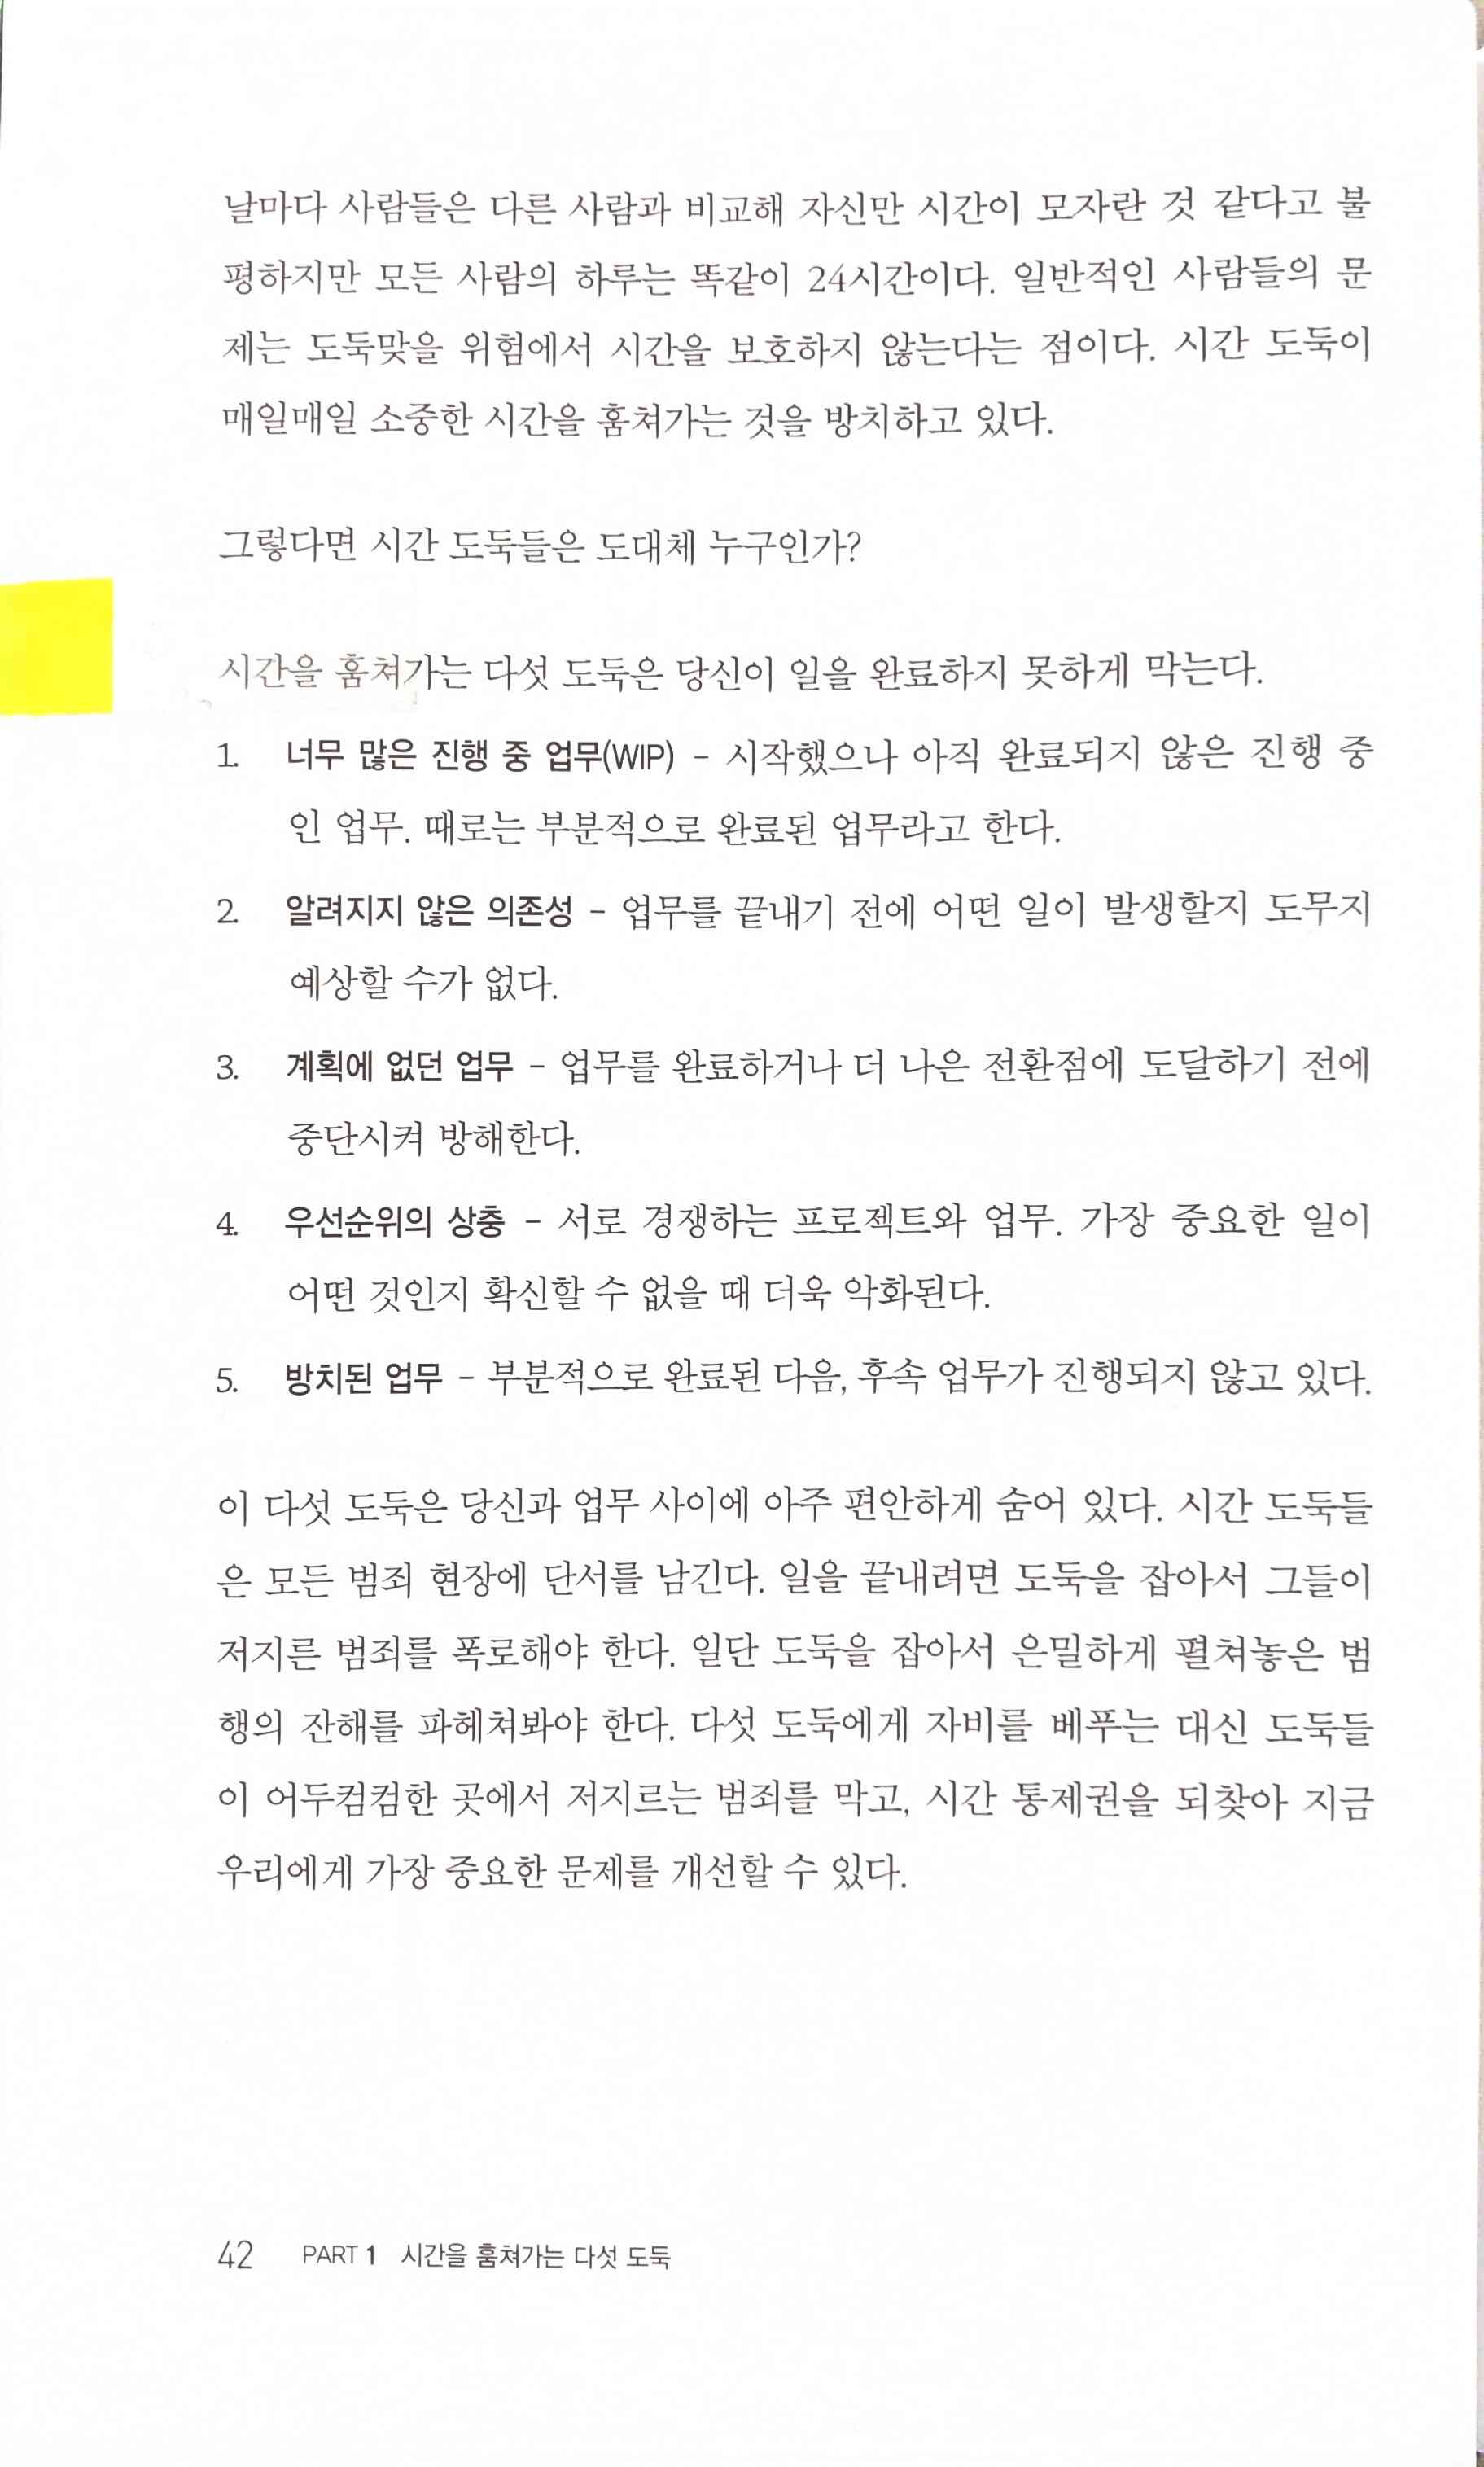 날마다 사람들은 다른 사람과 비교해 자신만 시간이 모자란 것 같다고 불
평하지만 모든 사람의 하루는 똑같이 24시간이다. 일반적인 사람들의 문
제는 도둑맞을 위험에서 시간을 보호하지 않는다는 점이다. 시간 도둑이
매일매일 소중한 시간을 훔쳐가는 것을 방치하고 있다.
그렇다면 시간 도둑들은 도대체 누구인가?
시간을 훔쳐가는 다섯 도둑은 당신이 일을 완료하지 못하게 막는다.
1. 너무 많은 진행 중 업무(WIP) – 시작했으나 아직 완료되지 않은 진행 중
인 업무. 때로는 부분적으로 완료된 업무라고 한다.
2. 알려지지 않은 의존성 – 업무를 끝내기 전에 어떤 일이 발생할지 도무지
예상할 수가 없다.
3. 계획에 없던 업무 – 업무를 완료하거나 더 나은 전환점에 도달하기 전에
중단시켜 방해한다.
4. 우선순위의 상충 – 서로 경쟁하는 프로젝트와 업무. 가장 중요한 일이
어떤 것인지 확신할 수 없을 때 더욱 악화된다.
5. 방치된 업무 – 부분적으로 완료된 다음, 후속 업무가 진행되지 않고 있다.
이 다섯 도둑은 당신과 업무 사이에 아주 편안하게 숨어 있다. 시간 도둑들
은 모든 범죄 현장에 단서를 남긴다. 일을 끝내려면 도둑을 잡아서 그들이
저지른 범죄를 폭로해야 한다. 일단 도둑을 잡아서 은밀하게 펼쳐놓은 범
행의 잔해를 파헤쳐봐야 한다. 다섯 도둑에게 자비를 베푸는 대신 도둑들
이 어두컴컴한 곳에서 저지르는 범죄를 막고, 시간 통제권을 되찾아 지금
우리에게 가장 중요한 문제를 개선할 수 있다.
42 PART 1 시간을 훔쳐가는 다섯 도둑